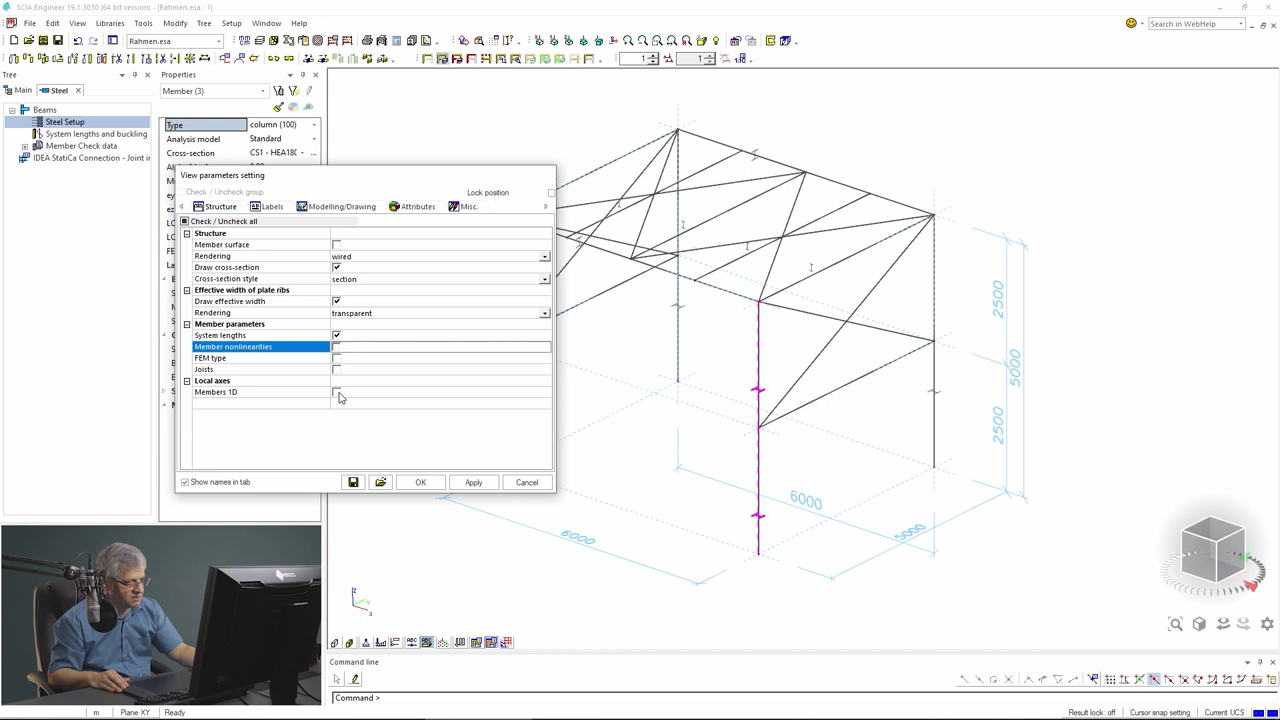 SCIA Engineer 19.1.3030 (64 bit version) - [Rahmen.esa : 1]
File Edit View Libraries Tools Modify Tree Setup Window Help
Search in WebHelp
Rahmen.esa
1 1
Tree
Main Steel
Beams
Steel Setup
System lengths and buckling
Member Check data
IDEA StatiCa Connection - Joint in
Properties
Member (3)
Type column (100)
Analysis model Standard
Cross-section CS1 - HEA180
View parameters setting
Check / Uncheck group
Lock position
Structure Labels Modelling/Drawing Attributes Misc.
Check / Uncheck all
Structure
Member surface
Rendering wired
Draw cross-section
Cross-section style section
Effective width of plate ribs
Draw effective width
Rendering transparent
Member parameters
System lengths
Member nonlinearities
FEM type
Joists
Local axes
Members 1D
Show names in tab
OK Apply Cancel
2500
5000
2500
6000
5000
6000
Command line
Command >
m Plane XY Ready
Result lock: off Cursor snap setting Current UCS